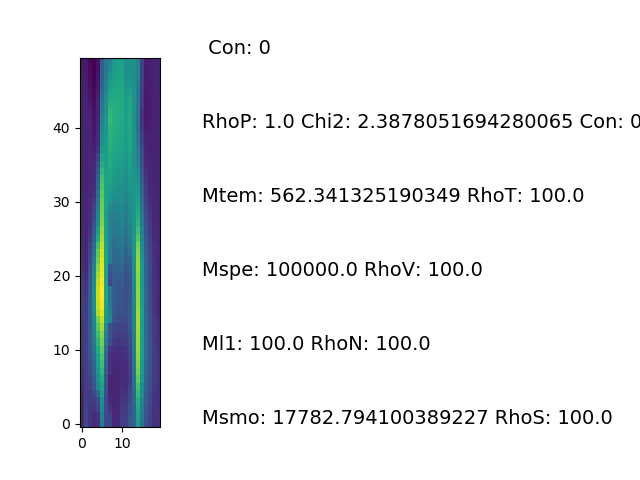 Con: 0
RhoP: 1.0 Chi2: 2.3878051694280065 Con: 0
Mtem: 562.341325190349 RhoT: 100.0
Mspe: 100000.0 RhoV: 100.0
Ml1: 100.0 RhoN: 100.0
Msmo: 17782.794100389227 RhoS: 100.0
40
30
20
10
0
0 10